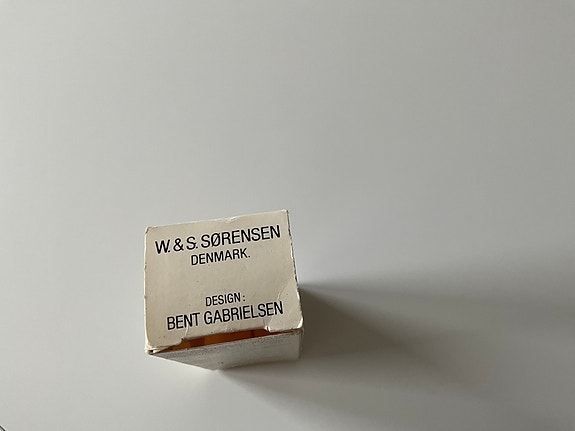 W. & S. SØRENSEN
DENMARK.
DESIGN :
BENT GABRIELSEN